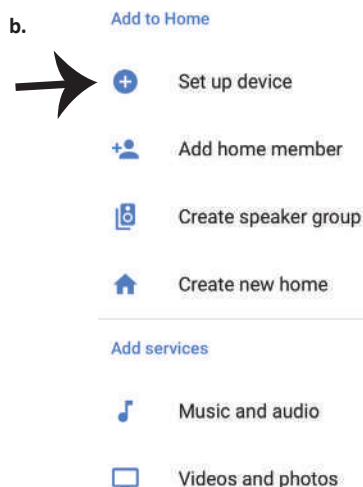 b.
Add to Home
Set up device
Add home member
Create speaker group
Create new home
Add services
Music and audio
Videos and photos